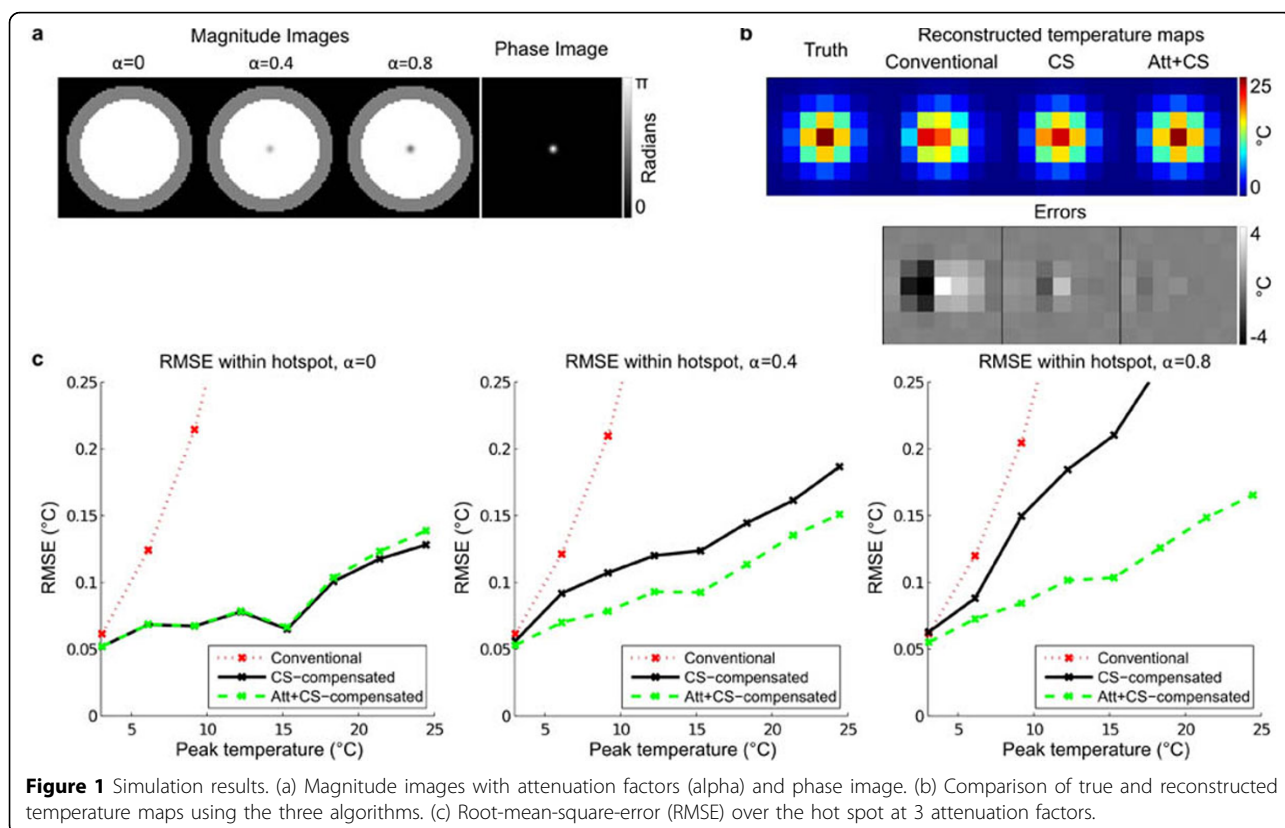 a
Magnitude Images
α=0 α=0.4 α=0.8
Phase Image
π
Radians
0
b
Reconstructed temperature maps
Truth Conventional CS Att+CS
25
°C
0
Errors
4
°C
-4
c
RMSE within hotspot, α=0
0.25
0.2
0.15
0.1
0.05
0
RMSE (°C)
Conventional
CS-compensated
Att+CS-compensated
5 10 15 20 25
Peak temperature (°C)
RMSE within hotspot, α=0.4
0.25
0.2
0.15
0.1
0.05
0
RMSE (°C)
Conventional
CS-compensated
Att+CS-compensated
5 10 15 20 25
Peak temperature (°C)
RMSE within hotspot, α=0.8
0.25
0.2
0.15
0.1
0.05
0
RMSE (°C)
Conventional
CS-compensated
Att+CS-compensated
5 10 15 20 25
Peak temperature (°C)
Figure 1 Simulation results. (a) Magnitude images with attenuation factors (alpha) and phase image. (b) Comparison of true and reconstructed
temperature maps using the three algorithms. (c) Root-mean-square-error (RMSE) over the hot spot at 3 attenuation factors.